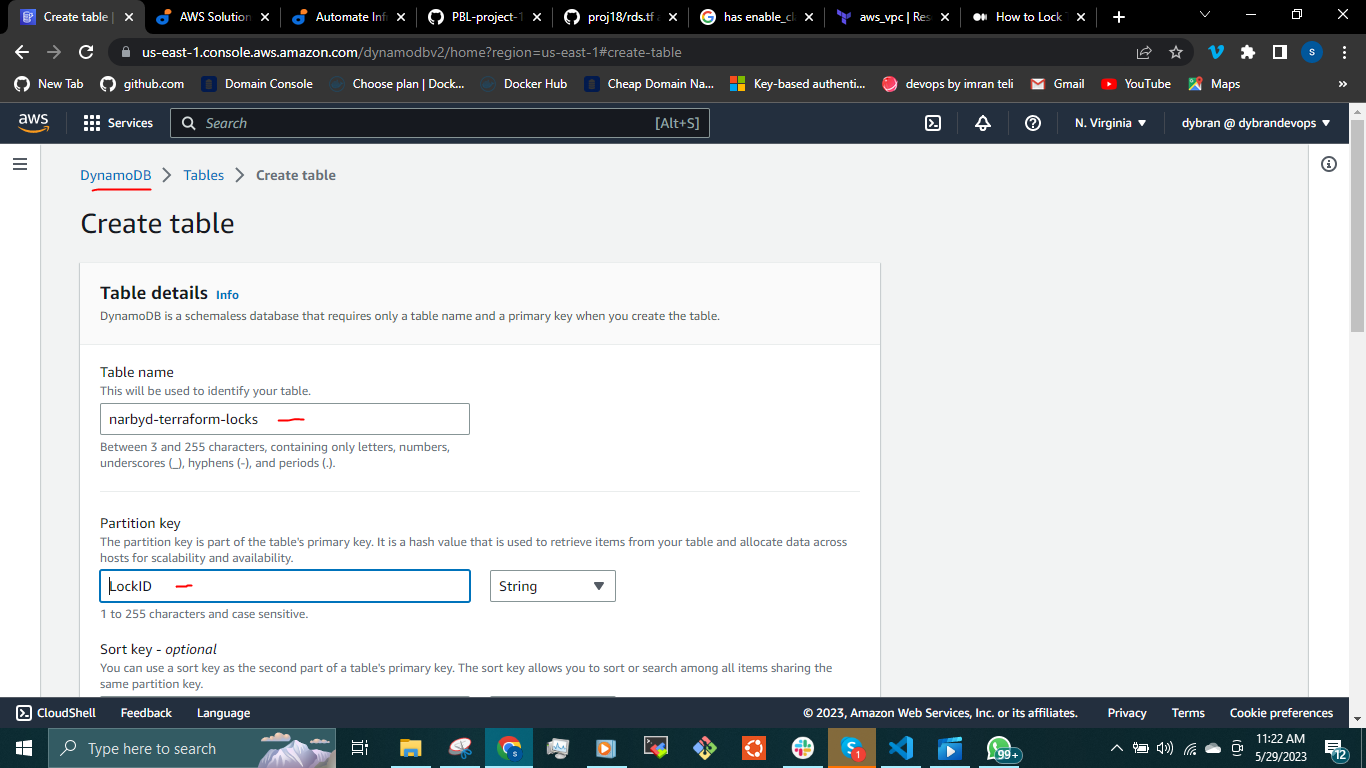 Create table |
AWS Solution
Automate Infr
PBL-project-1
proj18/rds.tf a
has enable_cla
aws_vpc | Res
How to Lock T
us-east-1.console.aws.amazon.com/dynamodbv2/home?region=us-east-1#create-table
S
New Tab
github.com
Domain Console
Choose plan | Dock...
Docker Hub
Cheap Domain Na...
Key-based authenti...
devops by imran teli
Gmail
YouTube
Maps
»
aws
Services
Search
[Alt+S]
N. Virginia
dybran @ dybrandevops
DynamoDB > Tables > Create table
Create table
Table details Info
DynamoDB is a schemaless database that requires only a table name and a primary key when you create the table.
Table name
This will be used to identify your table.
narbyd-terraform-locks
Between 3 and 255 characters, containing only letters, numbers,
underscores (_), hyphens (-), and periods (.).
Partition key
The partition key is part of the table's primary key. It is a hash value that is used to retrieve items from your table and allocate data across
hosts for scalability and availability.
LockID
String
1 to 255 characters and case sensitive.
Sort key - optional
You can use a sort key as the second part of a table's primary key. The sort key allows you to sort or search among all items sharing the
same partition key.
CloudShell
Feedback
Language
© 2023, Amazon Web Services, Inc. or its affiliates.
Privacy
Terms
Cookie preferences
Type here to search
1
99+
11:22 AM
5/29/2023
12